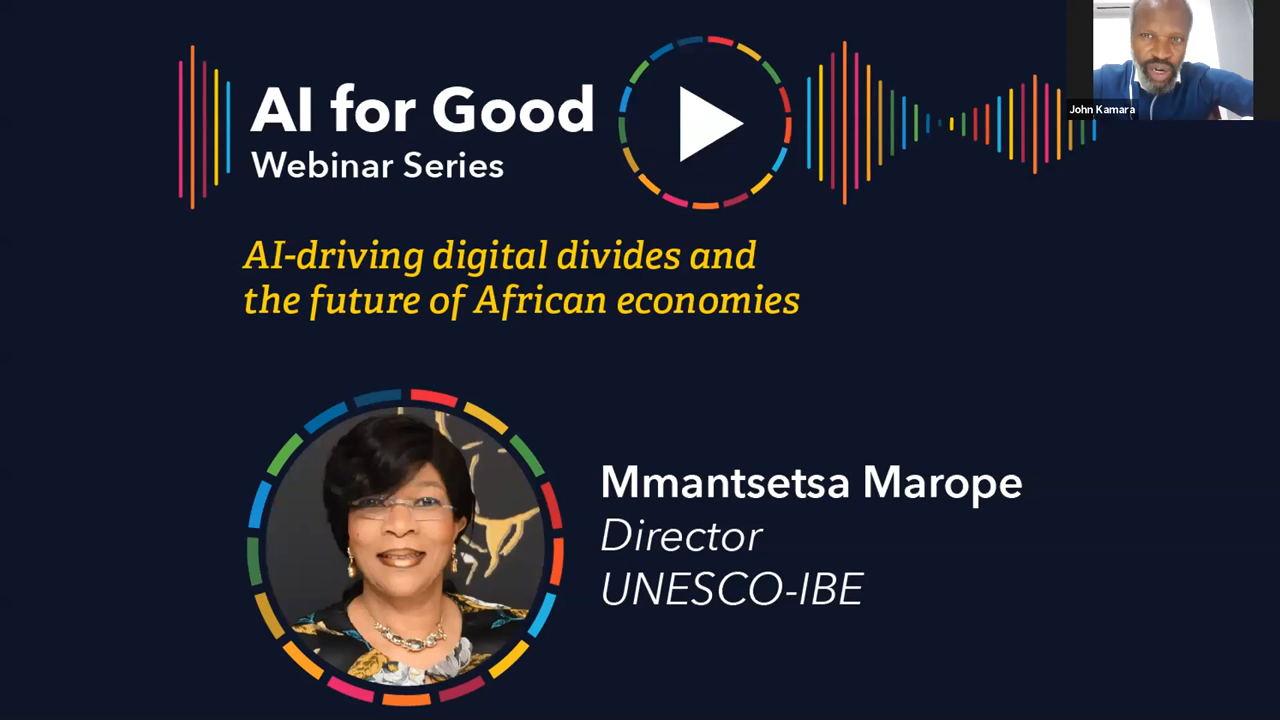 AI for Good
Webinar Series
John Kamara
AI-driving digital divides and
the future of African economies
Mmantsetsa Marope
Director
UNESCO-IBE